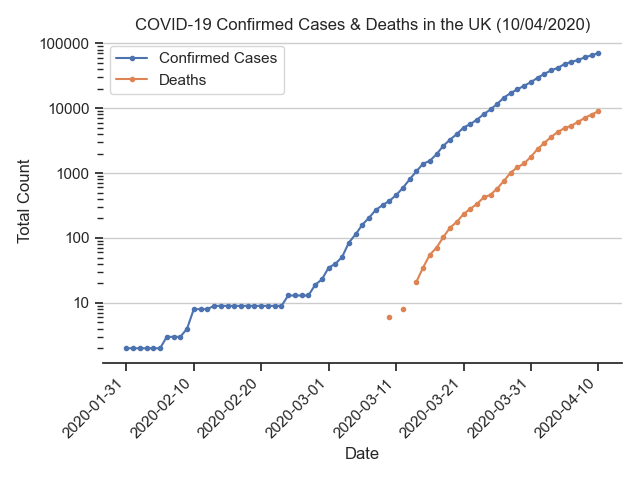 COVID-19 Confirmed Cases & Deaths in the UK (10/04/2020)
100000
Confirmed Cases
Deaths
10000
1000
Total Count
100
10
2020-01-31
2020-02-10
2020-02-20
2020-03-01
2020-03-11
2020-03-21
2020-03-31
2020-04-10
Date